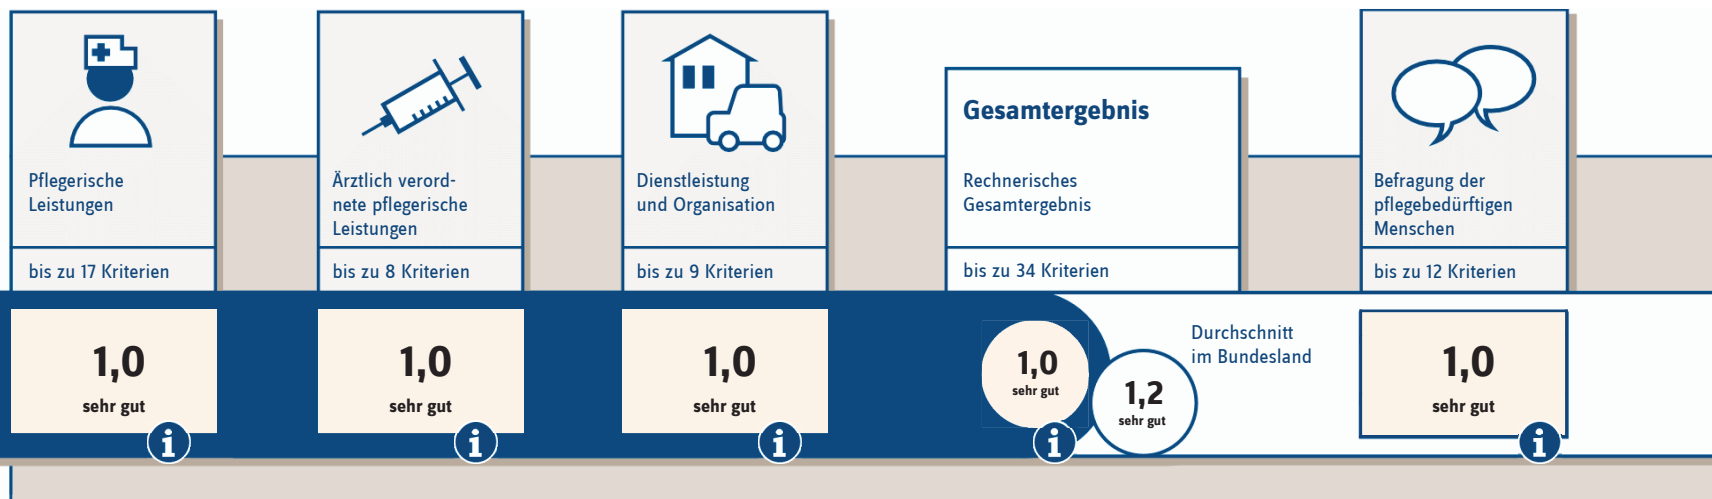 Pflegerische
Leistungen
bis zu 17 Kriterien
1,0
sehr gut
i
Ärztlich verord-
nete pflegerische
Leistungen
bis zu 8 Kriterien
1,0
sehr gut
i
Dienstleistung
und Organisation
bis zu 9 Kriterien
1,0
sehr gut
i
Gesamtergebnis
Rechnerisches
Gesamtergebnis
bis zu 34 Kriterien
1,0
sehr gut
i
1,2
sehr gut
Durchschnitt
im Bundesland
Befragung der
pflegebedürftigen
Menschen
bis zu 12 Kriterien
1,0
sehr gut
i